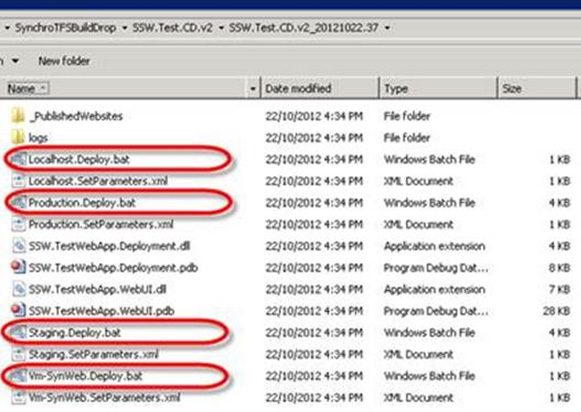 SynchroTFSBuildDrop SSW.Test.CD.v2 SSW.Test.CD.v2_20121022.37
New folder
Name Date modified Type Size
_PublishedWebsites 22/10/2012 4:34 PM File folder
logs 22/10/2012 4:34 PM File folder
Localhost.Deploy.bat 22/10/2012 4:34 PM Windows Batch File 1 KB
Localhost.SetParameters.xml 22/10/2012 4:34 PM XML Document 1 KB
Production.Deploy.bat 22/10/2012 4:34 PM Windows Batch File 4 KB
Production.SetParameters.xml 22/10/2012 4:34 PM XML Document 1 KB
SSW.TestWebApp.Deployment.dll 22/10/2012 4:34 PM Application extension 4 KB
SSW.TestWebApp.Deployment.pdb 22/10/2012 4:34 PM Program Debug Dat... 8 KB
SSW.TestWebApp.WebUI.dll 22/10/2012 4:34 PM Application extension 7 KB
SSW.TestWebApp.WebUI.pdb 22/10/2012 4:34 PM Program Debug Dat... 28 KB
Staging.Deploy.bat 22/10/2012 4:34 PM Windows Batch File 4 KB
Staging.SetParameters.xml 22/10/2012 4:34 PM XML Document 1 KB
Vm-SynWeb.Deploy.bat 22/10/2012 4:34 PM Windows Batch File 1 KB
Vm-SynWeb.SetParameters.xml 22/10/2012 4:34 PM XML Document 1 KB